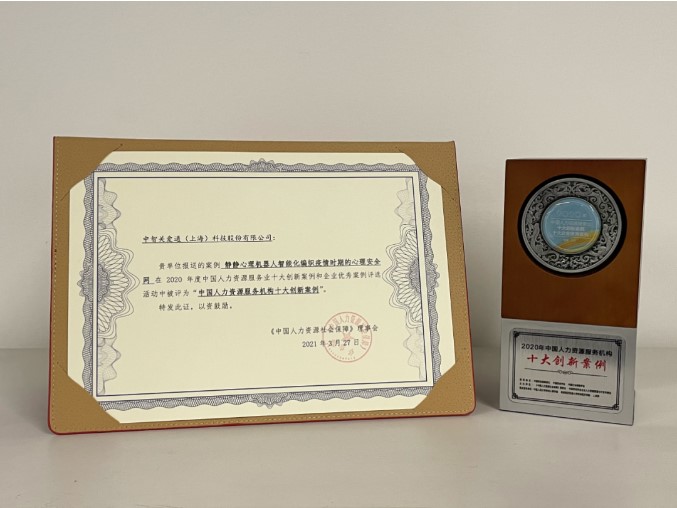 中智关爱通（上海）科技股份有限公司：
贵单位报送的案例 静静心理机器人智能化编织疫情时期的心理安全
网 在 2020 年度中国人力资源服务业十大创新案例和企业优秀案例评选
活动中被评为“中国人力资源服务机构十大创新案例”。
特发此证。以资鼓励。
《中国人力资源社会保障》理事会
2021 年 3 月 27 日
2020年中国人力资源服务机构
十大创新案例